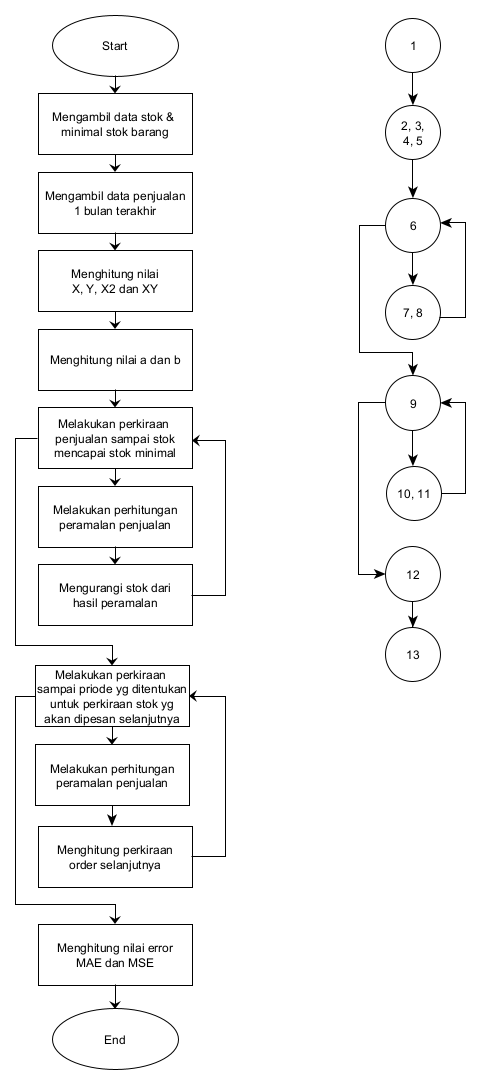 Start
Mengambil data stok &
minimal stok barang
Mengambil data penjualan
1 bulan terakhir
Menghitung nilai
X, Y, X2 dan XY
Menghitung nilai a dan b
Melakukan perkiraan
penjualan sampai stok
mencapai stok minimal
Melakukan perhitungan
peramalan penjualan
Mengurangi stok dari
hasil peramalan
Melakukan perkiraan
sampai priode yg ditentukan
untuk perkiraan stok yg
akan dipesan selanjutnya
Melakukan perhitungan
peramalan penjualan
Menghitung perkiraan
order selanjutnya
Menghitung nilai error
MAE dan MSE
End
1
2, 3,
4, 5
6
7, 8
9
10, 11
12
13